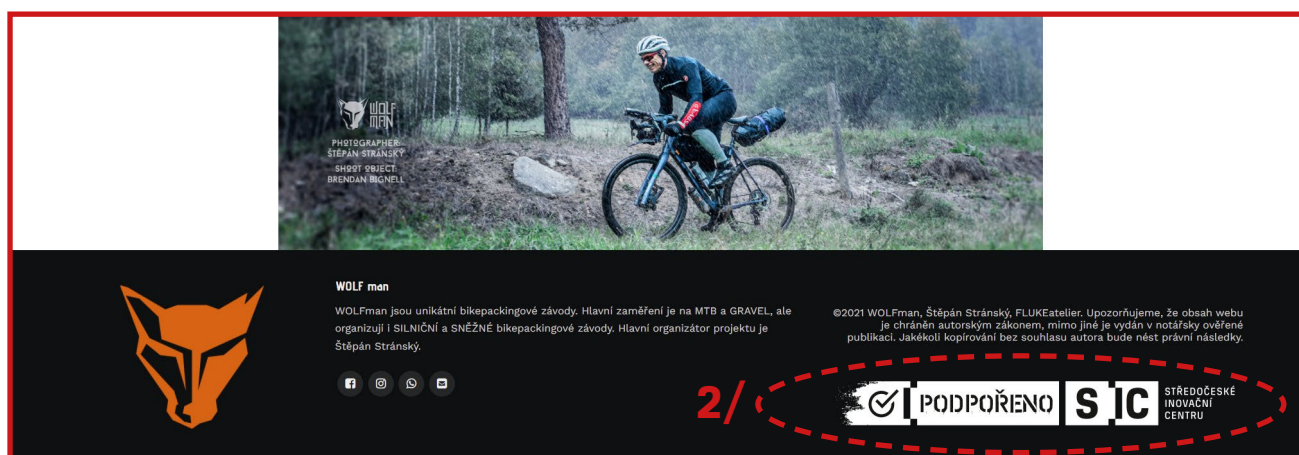 WOLF
MAN
PHOTOGRAPHER:
ŠTĚPÁN STRÁNSKÝ
SHOOT OBJECT:
BRENDAN BIGNELL
WOLF man
WOLFman jsou unikátní bikepackingové závody. Hlavní zaměření je na MTB a GRAVEL, ale
organizují i SILNIČNÍ a SNĚŽNÉ bikepackingové závody. Hlavní organizátor projektu je
Štěpán Stránský.
©2021 WOLFman, Štěpán Stránský, FLUKEatelier. Upozorňujeme, že obsah webu
je chráněn autorským zákonem, mimo jiné je vydán v notářsky ověřené
publikaci. Jakékoli kopírování bez souhlasu autora bude nést právní následky.
2/
PODPOŘENO
S IC
STŘEDOČESKÉ
INOVAČNÍ
CENTRU